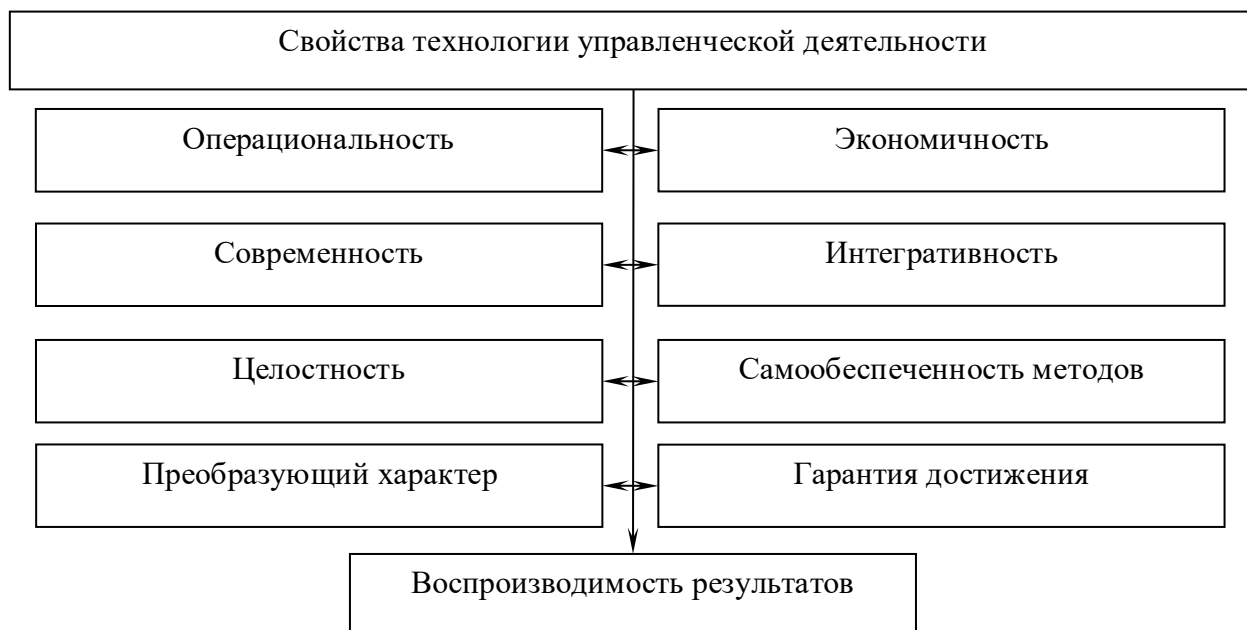 Свойства технологии управленческой деятельности
Операциональность
Экономичность
Современность
Интегративность
Целостность
Самообеспеченность методов
Преобразующий характер
Гарантия достижения
Воспроизводимость результатов